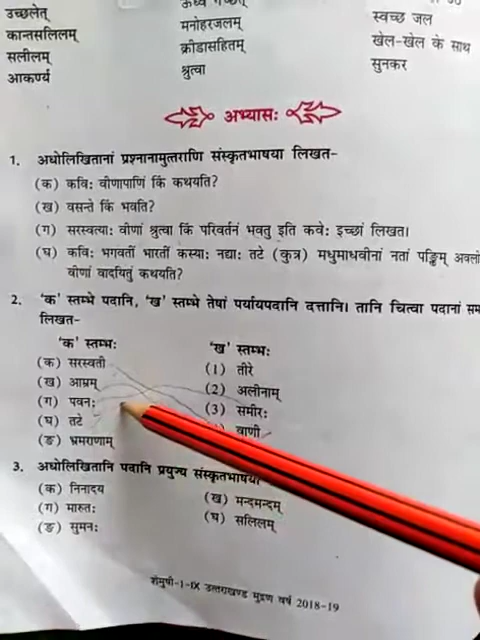 उच्छलेत्
कान्तसलिलम् मनोहरजलम् स्वच्छ जल
सलीलम् क्रीडासहितम् खेल-खेल के साथ
आकर्ण्य श्रुत्वा सुनकर
अभ्यासः
1. अधोलिखितानां प्रश्नानामुत्तराणि संस्कृतभाषया लिखत-
(क) कविः वीणापाणिं किं कथयति?
(ख) वसन्ते किं भवति?
(ग) सरस्वत्याः वीणां श्रुत्वा किं परिवर्तनं भवतु इति कवेः इच्छां लिखत।
(घ) कविः भगवतीं भारतीं कस्याः नद्याः तटे (कुत्र) मधुमाधवीनां नतां पङ्क्तिम् अवलो
वीणां वादयितुं कथयति?
2. 'क' स्तम्भे पदानि, 'ख' स्तम्भे तेषां पर्यायपदानि दत्तानि। तानि चित्वा पदानां सम
लिखत-
'क' स्तम्भः 'ख' स्तम्भः
(क) सरस्वती (1) तीरे
(ख) आम्रम् (2) अलीनाम्
(ग) पवनः (3) समीरः
(घ) तटे वाणी
(ङ) भ्रमराणाम्
3. अधोलिखितानि पदानि प्रयुज्य संस्कृतभाषया
(क) निनादय (ख) मन्दमन्दम्
(ग) मारुतः (घ) सलिलम्
(ङ) सुमनः
शेमुषी-1-IX उत्तराखण्ड मुद्रण वर्ष 2018-19